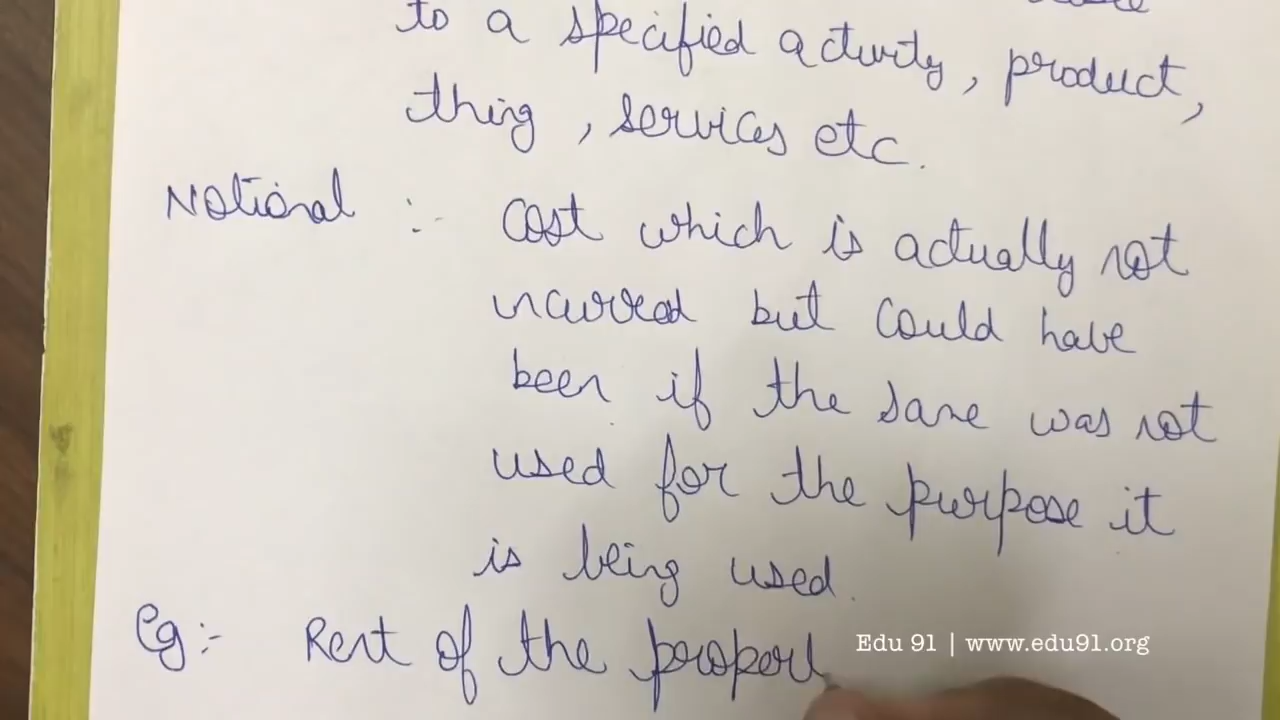 to a specified activity, product,
thing, services etc.
Notional :- Cost which is actually not
incurred but could have
been if the same was not
used for the purpose it
is being used.
Eg:- Rent of the propert
Edu 91 | www.edu91.org